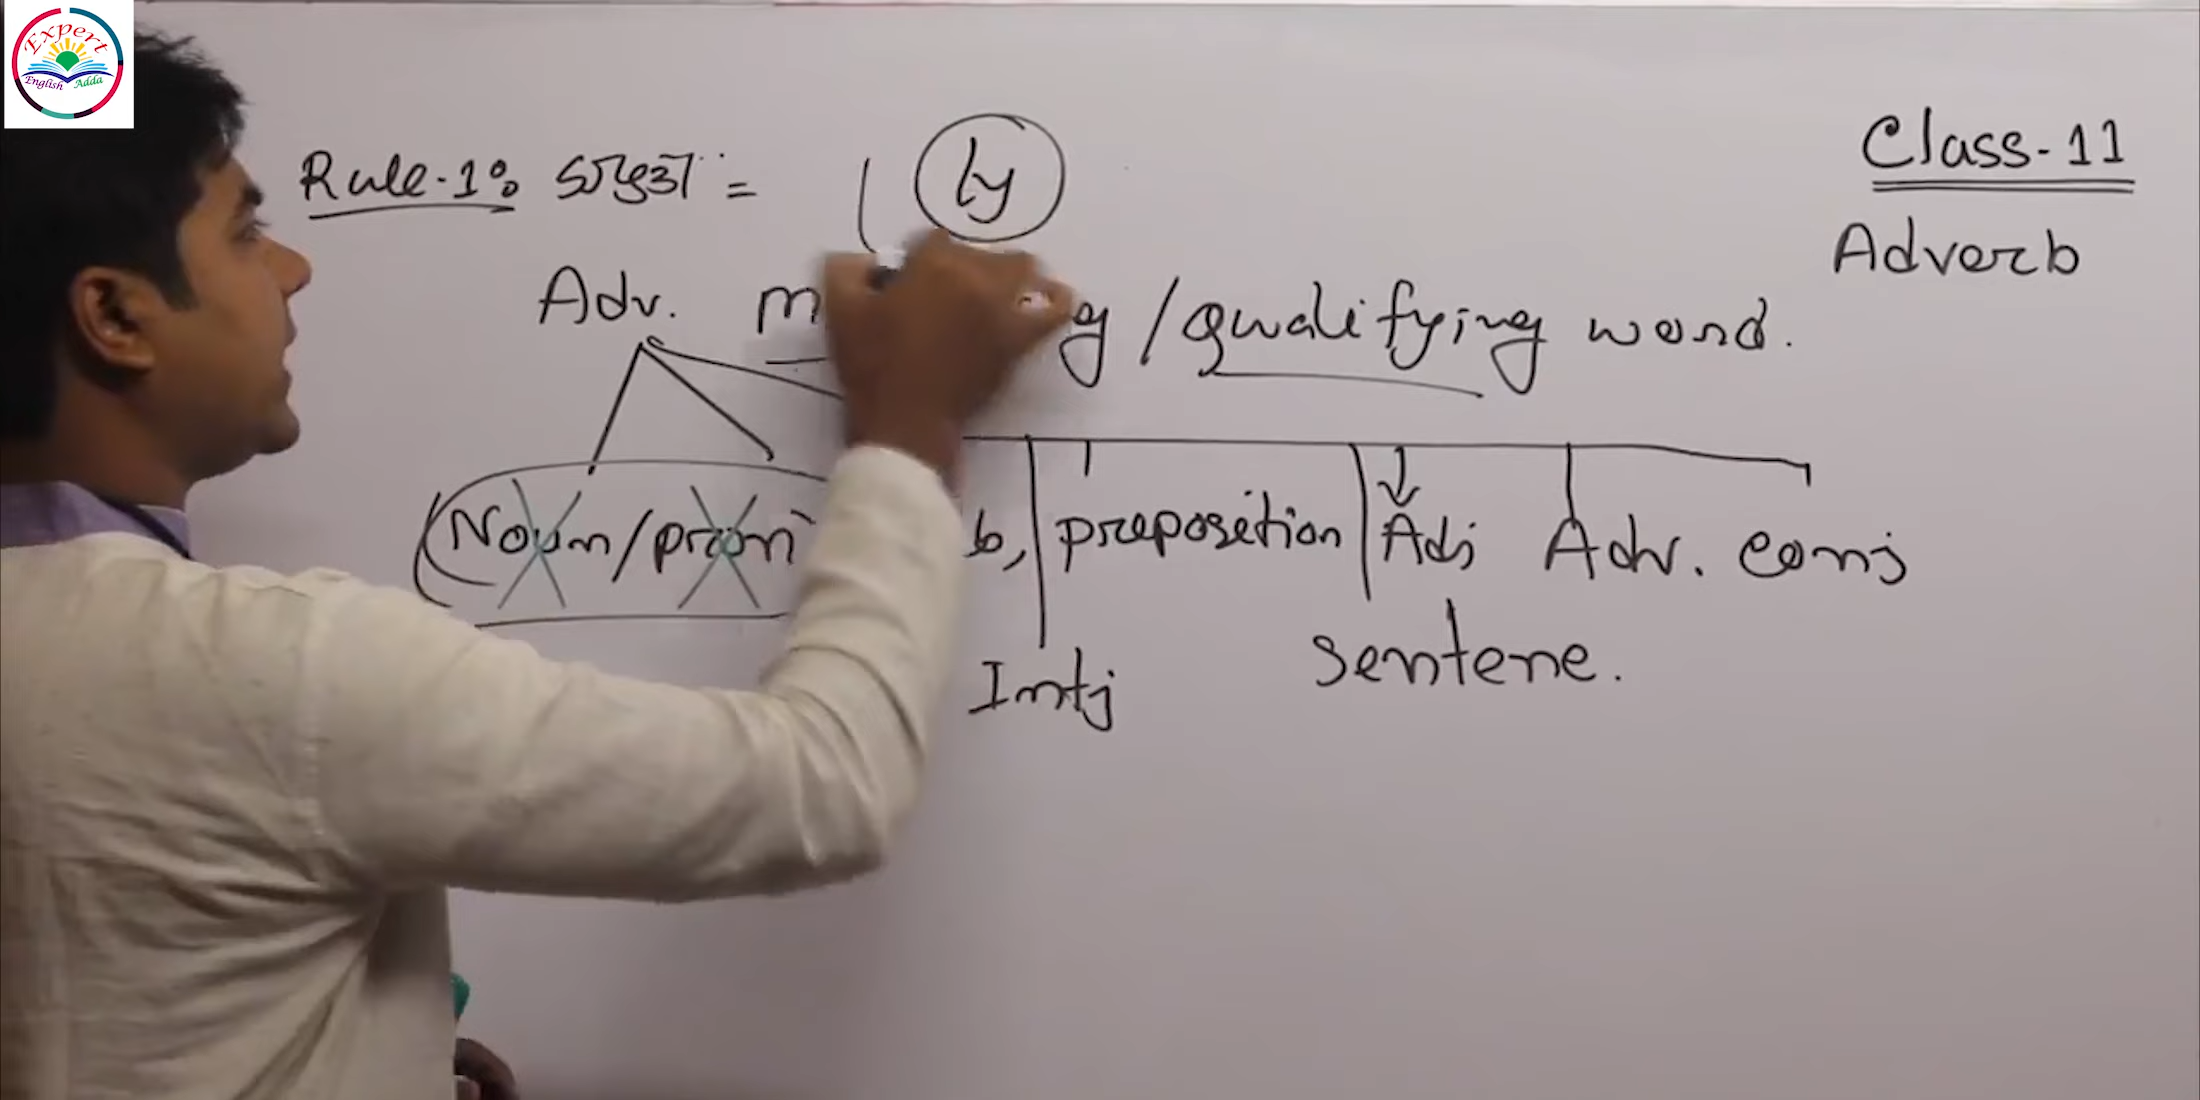 Expert
English Adda
Class-11
Adverb
Rule-1: = ly
Adv. /qualifying word.
Noun/pron preposition Adj Adv. conj
Intj sentene.